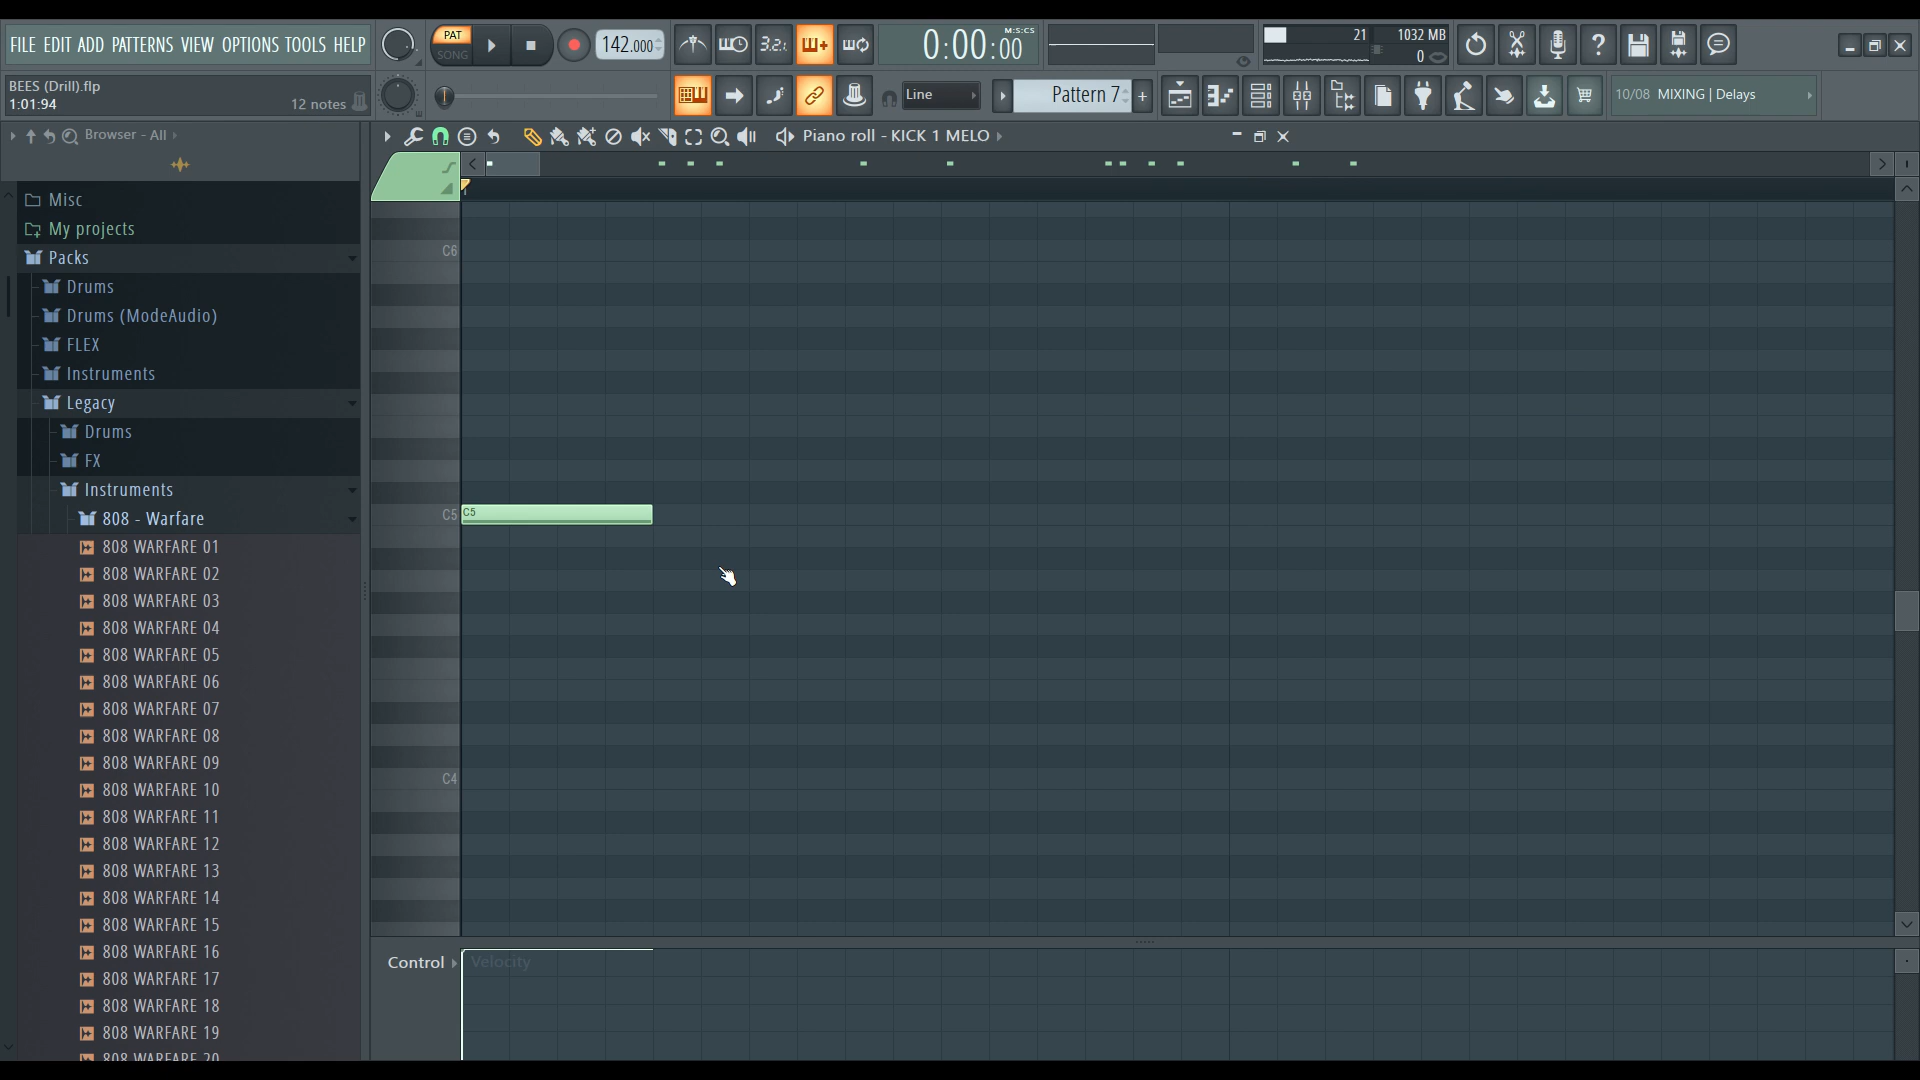 FILE EDIT ADD PATTERNS VIEW OPTIONS TOOLS HELP
PAT
SONG
142.000
3.2.
0:00:00
M:S:CS
21
1032 MB
0
BEES (Drill).flp
1:01:94
12 notes
Line
Pattern 7
+
10/08 MIXING | Delays
Browser - All
Piano roll - KICK 1 MELO
Misc
My projects
Packs
Drums
Drums (ModeAudio)
FLEX
Instruments
Legacy
Drums
FX
Instruments
808 - Warfare
808 WARFARE 01
808 WARFARE 02
808 WARFARE 03
808 WARFARE 04
808 WARFARE 05
808 WARFARE 06
808 WARFARE 07
808 WARFARE 08
808 WARFARE 09
808 WARFARE 10
808 WARFARE 11
808 WARFARE 12
808 WARFARE 13
808 WARFARE 14
808 WARFARE 15
808 WARFARE 16
808 WARFARE 17
808 WARFARE 18
808 WARFARE 19
808 WARFARE 20
C6
C5
C5
C4
Control
Velocity